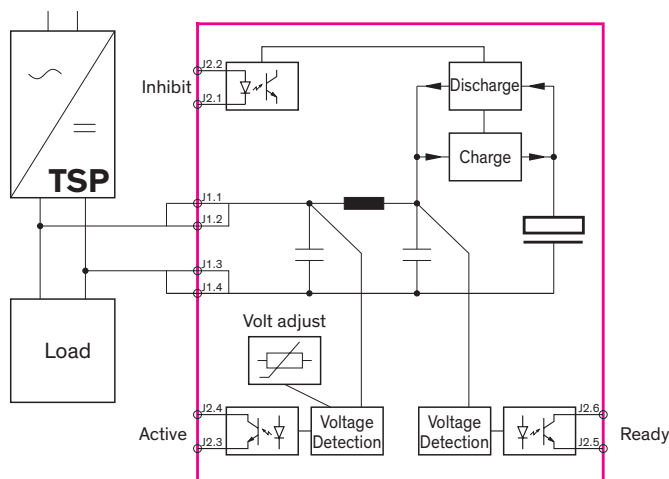 J2.2
Inhibit
J2.1
Discharge
Charge
TSP
J1.1
J1.2
J1.3
J1.4
Load
Volt adjust
J2.4
Active
J2.3
Voltage
Detection
Voltage
Detection
J2.6
Ready
J2.5